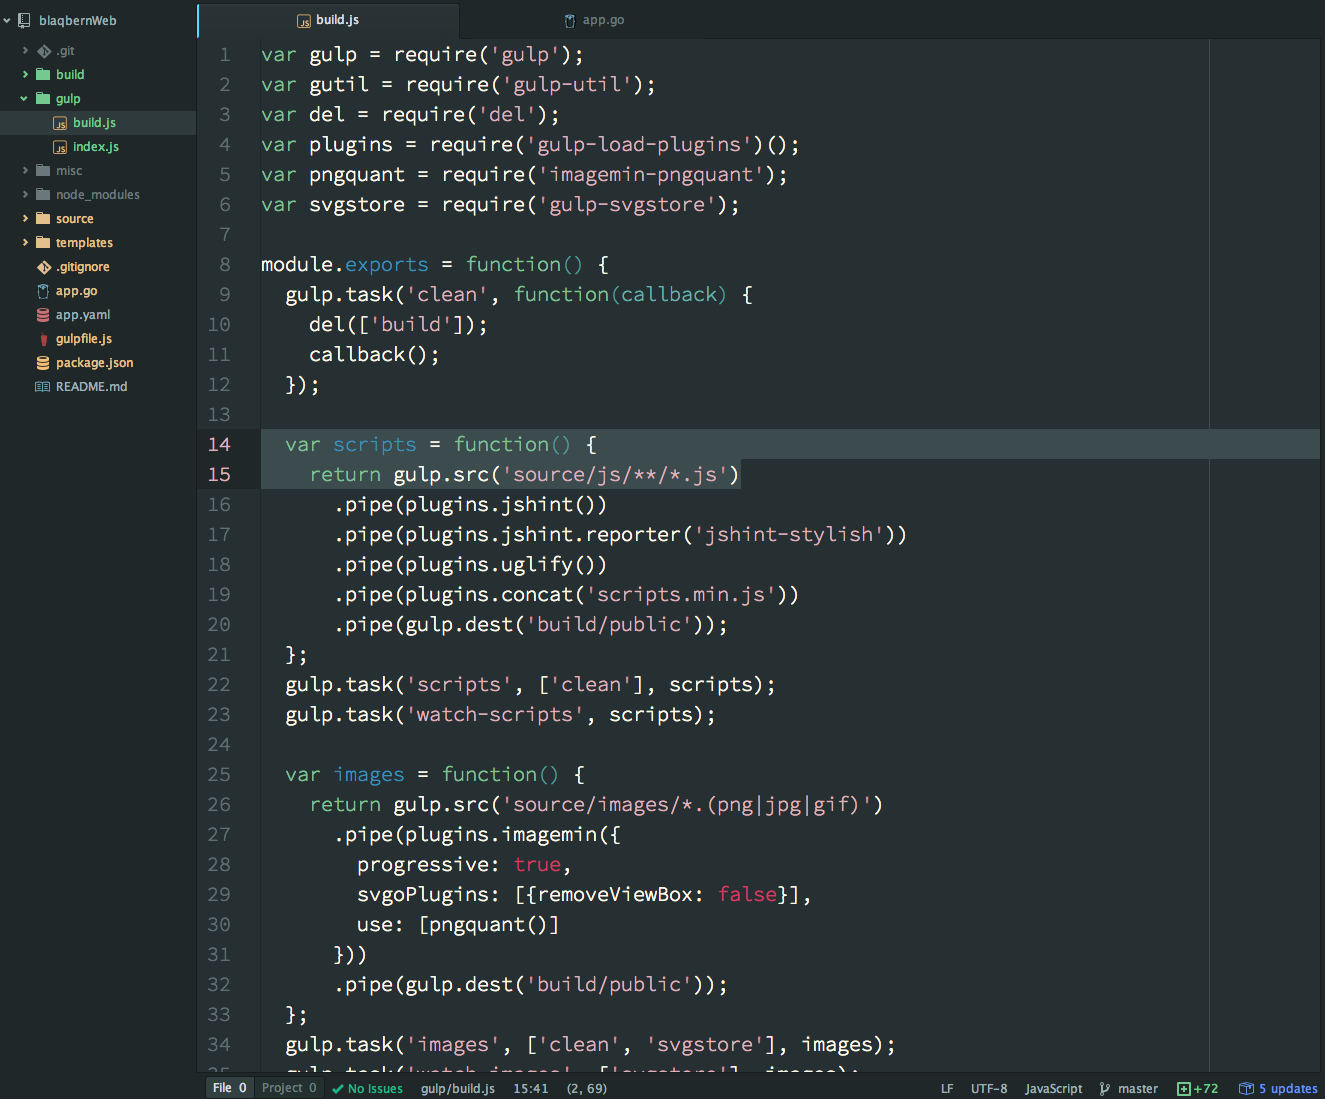 blaqbernWeb
.git
build
gulp
build.js
index.js
misc
node_modules
source
templates
.gitignore
app.go
app.yaml
gulpfile.js
package.json
README.md
build.js
app.go
1 var gulp = require('gulp');
2 var gutil = require('gulp-util');
3 var del = require('del');
4 var plugins = require('gulp-load-plugins')();
5 var pngquant = require('imagemin-pngquant');
6 var svgstore = require('gulp-svgstore');
7
8 module.exports = function() {
9 gulp.task('clean', function(callback) {
10 del(['build']);
11 callback();
12 });
13
14 var scripts = function() {
15 return gulp.src('source/js/**/*.js')
16 .pipe(plugins.jshint())
17 .pipe(plugins.jshint.reporter('jshint-stylish'))
18 .pipe(plugins.uglify())
19 .pipe(plugins.concat('scripts.min.js'))
20 .pipe(gulp.dest('build/public'));
21 };
22 gulp.task('scripts', ['clean'], scripts);
23 gulp.task('watch-scripts', scripts);
24
25 var images = function() {
26 return gulp.src('source/images/*.(png|jpg|gif)')
27 .pipe(plugins.imagemin({
28 progressive: true,
29 svgoPlugins: [{removeViewBox: false}],
30 use: [pngquant()]
31 }))
32 .pipe(gulp.dest('build/public'));
33 };
34 gulp.task('images', ['clean', 'svgstore'], images);
35 gulp.task('watch-images', ['svgstore'], images);
File 0 Project 0 No Issues gulp/build.js 15:41 (2, 69) LF UTF-8 JavaScript master +72 5 updates